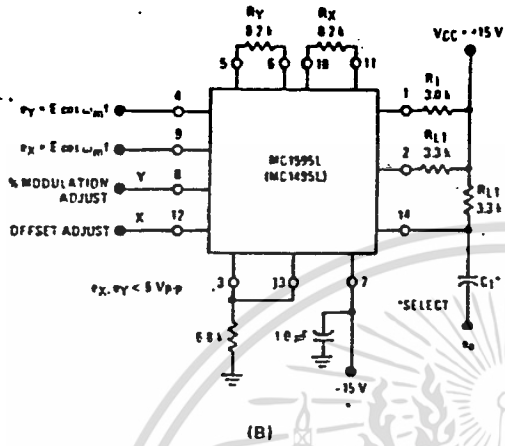 RY
8.2 k
RX
8.2 k
VCC = +15 V
5
6
10
11
4
1
R1
3.0 k
eY = E cos ωmt
9
eX = E cos ωmt
MC1595L
(MC1495L)
2
RL1
3.3 k
% MODULATION
ADJUST
Y
8
RL1
3.3 k
OFFSET ADJUST
X
12
14
eX, eY < 5 Vp-p
3
13
7
*SELECT
C1*
6.8 k
1.0 µF
eo
-15 V
(B)